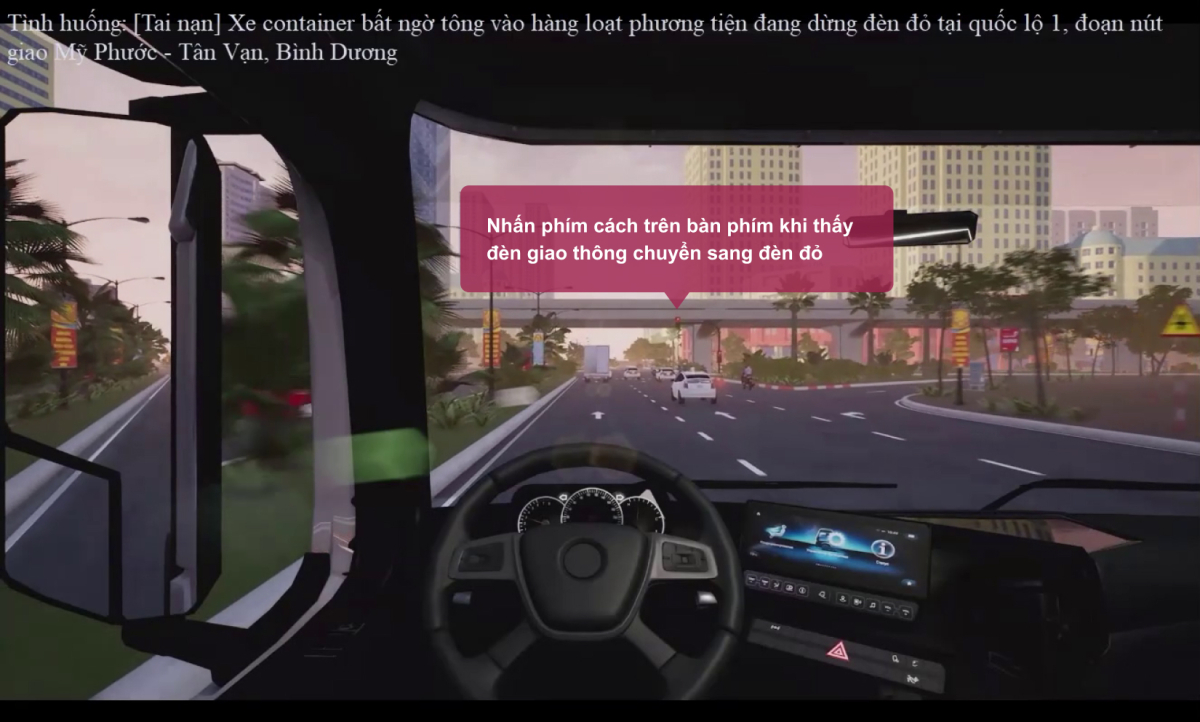 Tình huống: [Tai nạn] Xe container bất ngờ tông vào hàng loạt phương tiện đang dừng đèn đỏ tại quốc lộ 1, đoạn nút
giao Mỹ Phước - Tân Vạn, Bình Dương
Nhấn phím cách trên bàn phím khi thấy
đèn giao thông chuyển sang đèn đỏ